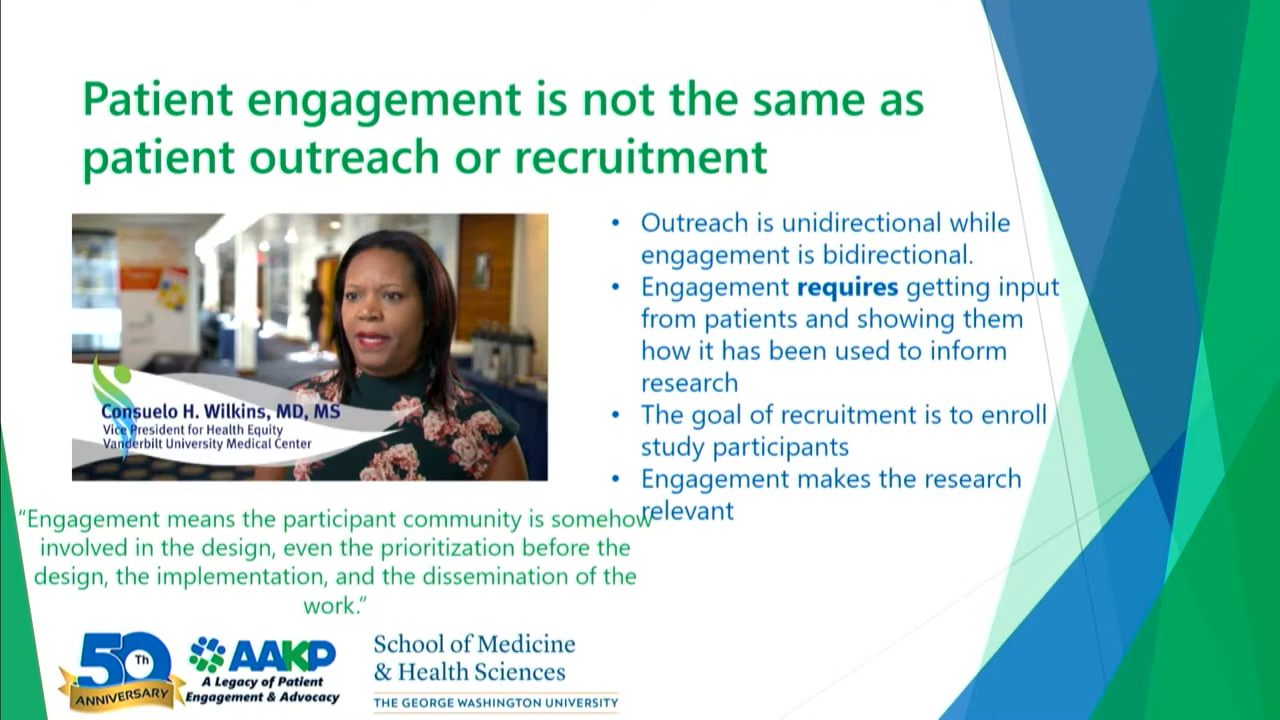 Patient engagement is not the same as
patient outreach or recruitment
Consuelo H. Wilkins, MD, MS
Vice President for Health Equity
Vanderbilt University Medical Center
• Outreach is unidirectional while
engagement is bidirectional.
• Engagement requires getting input
from patients and showing them
how it has been used to inform
research
• The goal of recruitment is to enroll
study participants
• Engagement makes the research
relevant
“Engagement means the participant community is somehow
involved in the design, even the prioritization before the
design, the implementation, and the dissemination of the
work.”
50Th
ANNIVERSARY
AAKP
A Legacy of Patient
Engagement & Advocacy
School of Medicine
& Health Sciences
THE GEORGE WASHINGTON UNIVERSITY